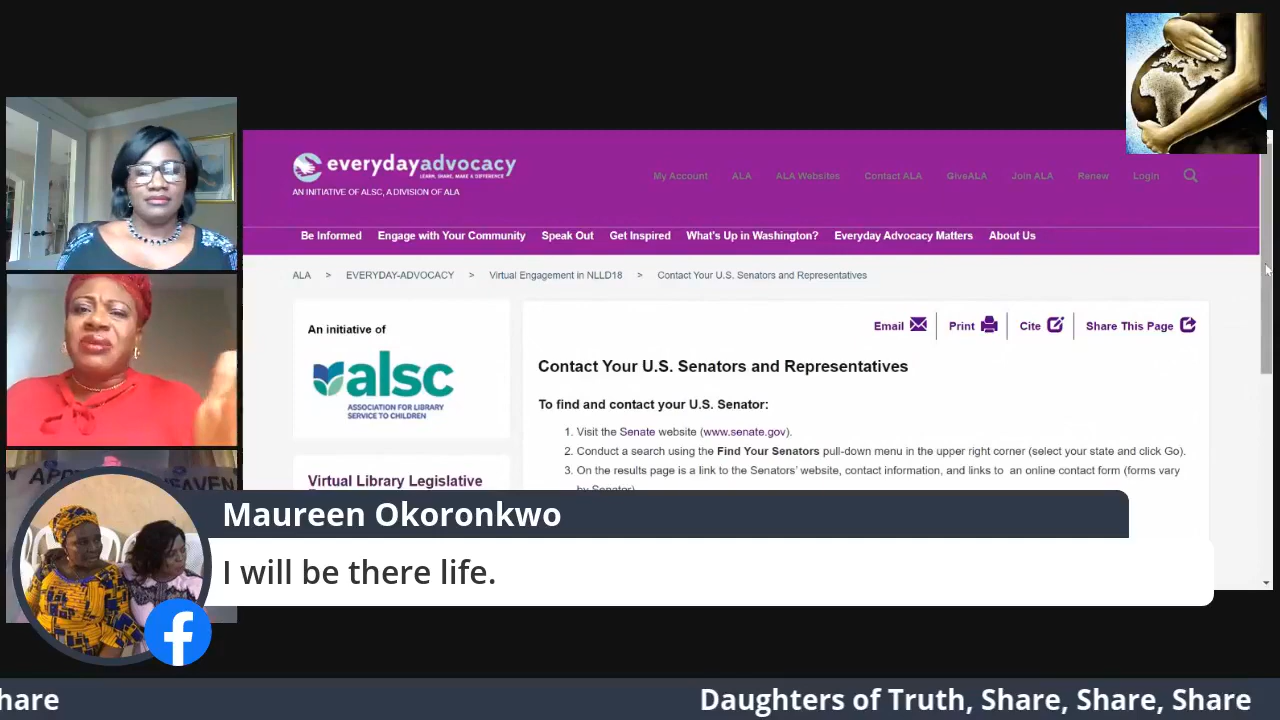 everydayadvocacy
LEARN, SHARE, MAKE A DIFFERENCE
AN INITIATIVE OF ALSC, A DIVISION OF ALA
My Account ALA ALA Websites Contact ALA GiveALA Join ALA Renew Login
Be Informed Engage with Your Community Speak Out Get Inspired What's Up in Washington? Everyday Advocacy Matters About Us
ALA > EVERYDAY-ADVOCACY > Virtual Engagement in NLLD18 > Contact Your U.S. Senators and Representatives
An initiative of
alsc
ASSOCIATION FOR LIBRARY
SERVICE TO CHILDREN
Virtual Library Legislative
Email Print Cite Share This Page
Contact Your U.S. Senators and Representatives
To find and contact your U.S. Senator:
1. Visit the Senate website (www.senate.gov).
2. Conduct a search using the Find Your Senators pull-down menu in the upper right corner (select your state and click Go).
3. On the results page is a link to the Senators' website, contact information, and links to an online contact form (forms vary
by Senator)
Maureen Okoronkwo
I will be there life.
hare
Daughters of Truth, Share, Share, Share